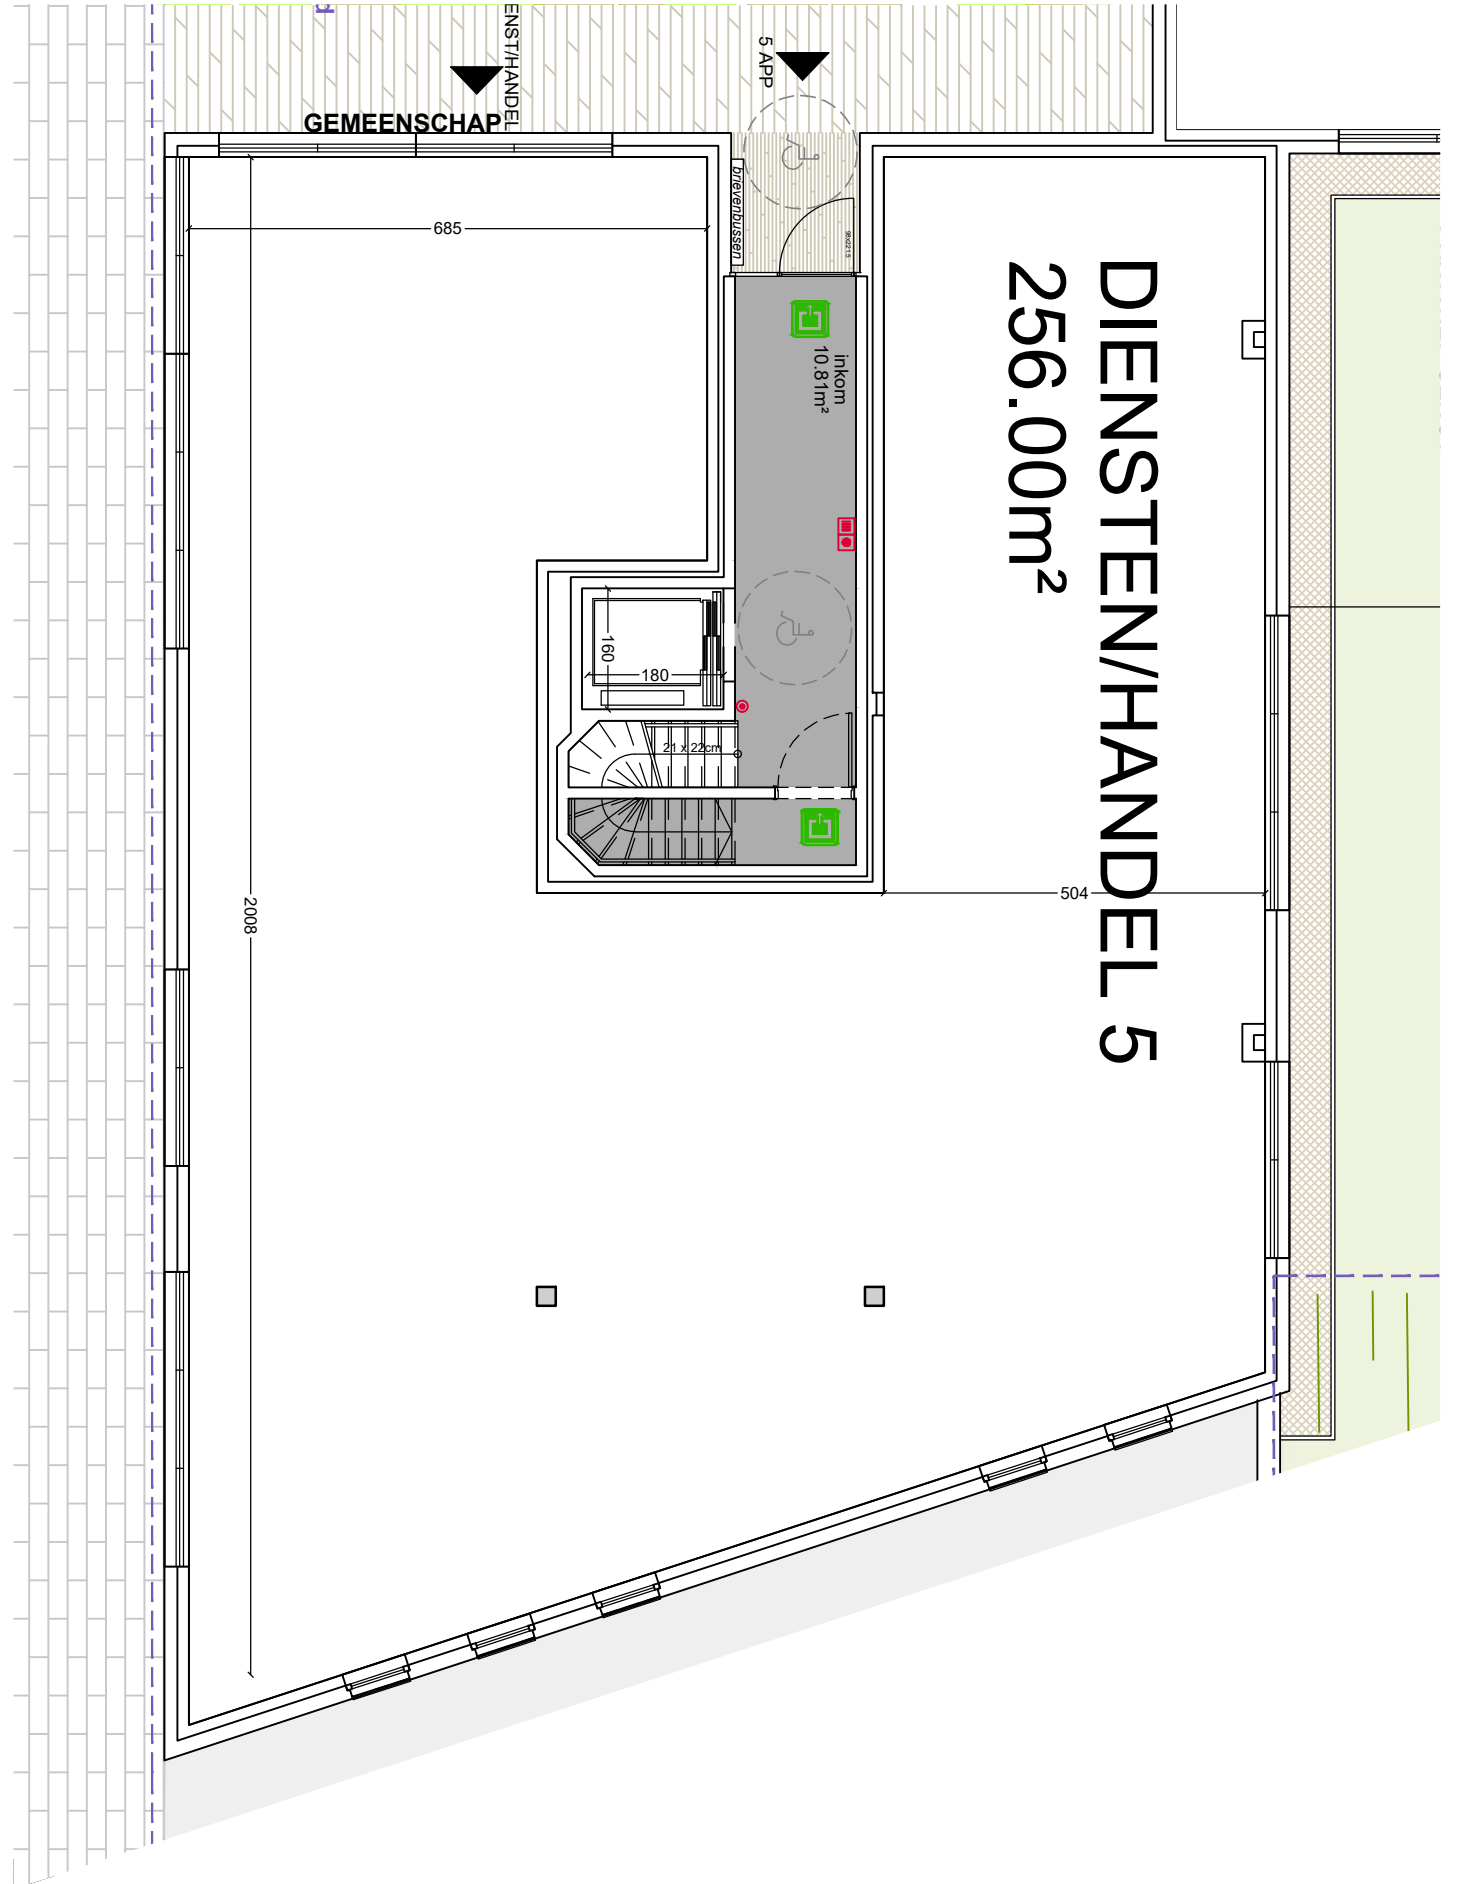 ENST/HANDEL
5 APP
GEMEENSCHAP
brievenbussen
685
inkom
10.81m²
DIENSTEN/HANDEL 5
256.00m²
160
180
21 x 22cm
504
2008